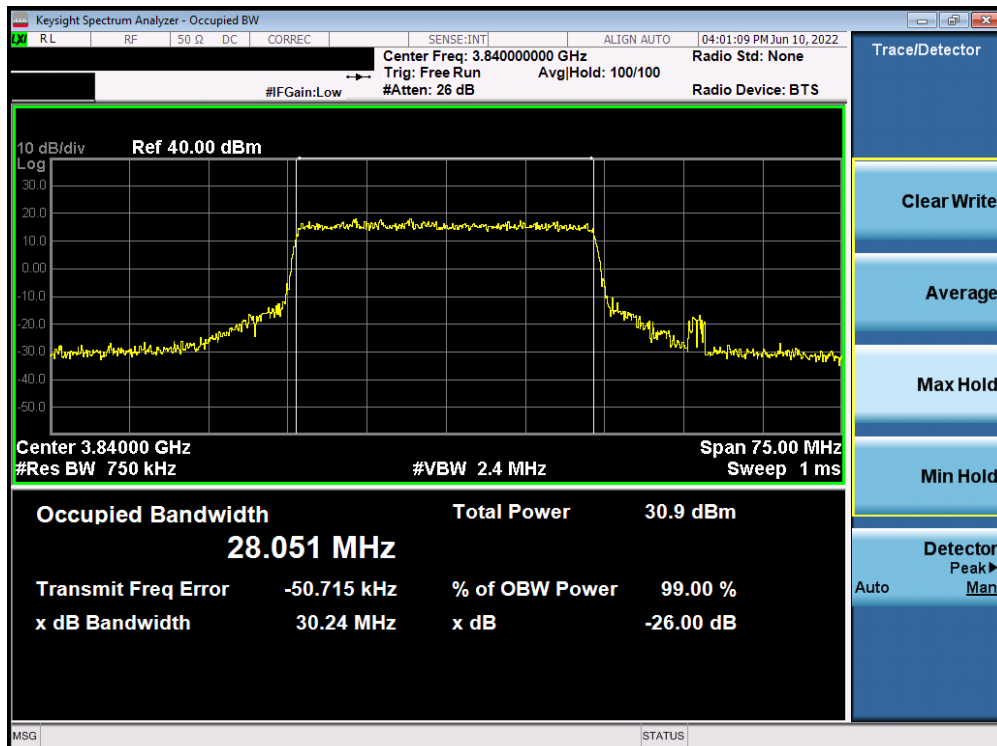 Keysight Spectrum Analyzer - Occupied BW
LXI RL RF 50 Ω DC CORREC SENSE:INT ALIGN AUTO 04:01:09 PM Jun 10, 2022
Center Freq: 3.840000000 GHz Radio Std: None
Trig: Free Run Avg|Hold: 100/100
#IFGain:Low #Atten: 26 dB Radio Device: BTS
Trace/Detector
10 dB/div Ref 40.00 dBm
Log
30.0
20.0
10.0
0.00
-10.0
-20.0
-30.0
-40.0
-50.0
Center 3.84000 GHz Span 75.00 MHz
#Res BW 750 kHz #VBW 2.4 MHz Sweep 1 ms
Occupied Bandwidth Total Power 30.9 dBm
28.051 MHz
Transmit Freq Error -50.715 kHz % of OBW Power 99.00 %
x dB Bandwidth 30.24 MHz x dB -26.00 dB
Clear Write
Average
Max Hold
Min Hold
Detector
Peak▶
Auto Man
MSG STATUS